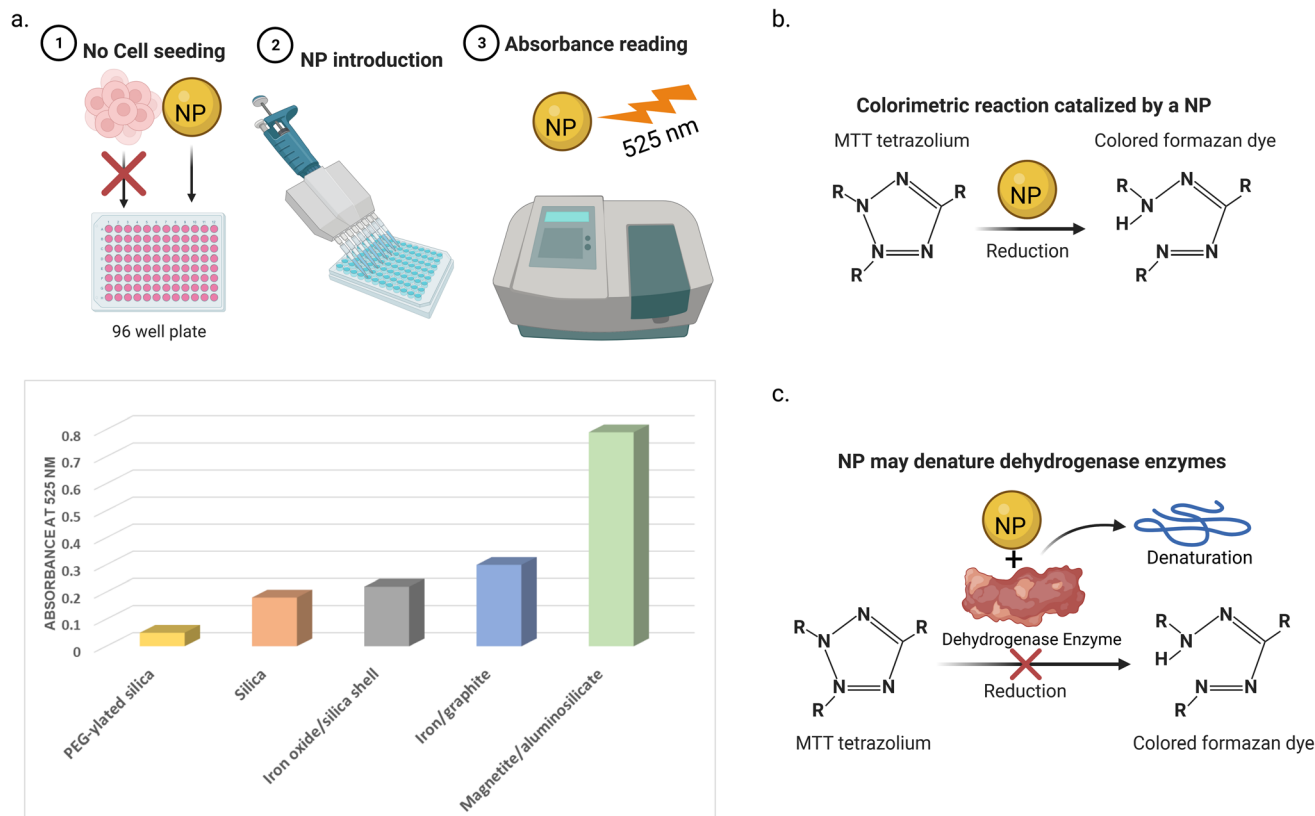 a.
1
No Cell seeding
NP
96 well plate
2
NP introduction
3
Absorbance reading
NP
525 nm
ABSORBANCE AT 525 NM
0.8
0.7
0.6
0.5
0.4
0.3
0.2
0.1
0
PEG-ylated silica
Silica
Iron oxide/silica shell
Iron/graphite
Magnetite/aluminosilicate
b.
Colorimetric reaction catalized by a NP
MTT tetrazolium
R
N
R
N
N
N
R
NP
Reduction
Colored formazan dye
R
N
R
N
H
N
N
R
c.
NP may denature dehydrogenase enzymes
NP
+
Denaturation
Dehydrogenase Enzyme
Reduction
R
N
R
N
N
N
R
MTT tetrazolium
R
N
R
N
H
N
N
R
Colored formazan dye